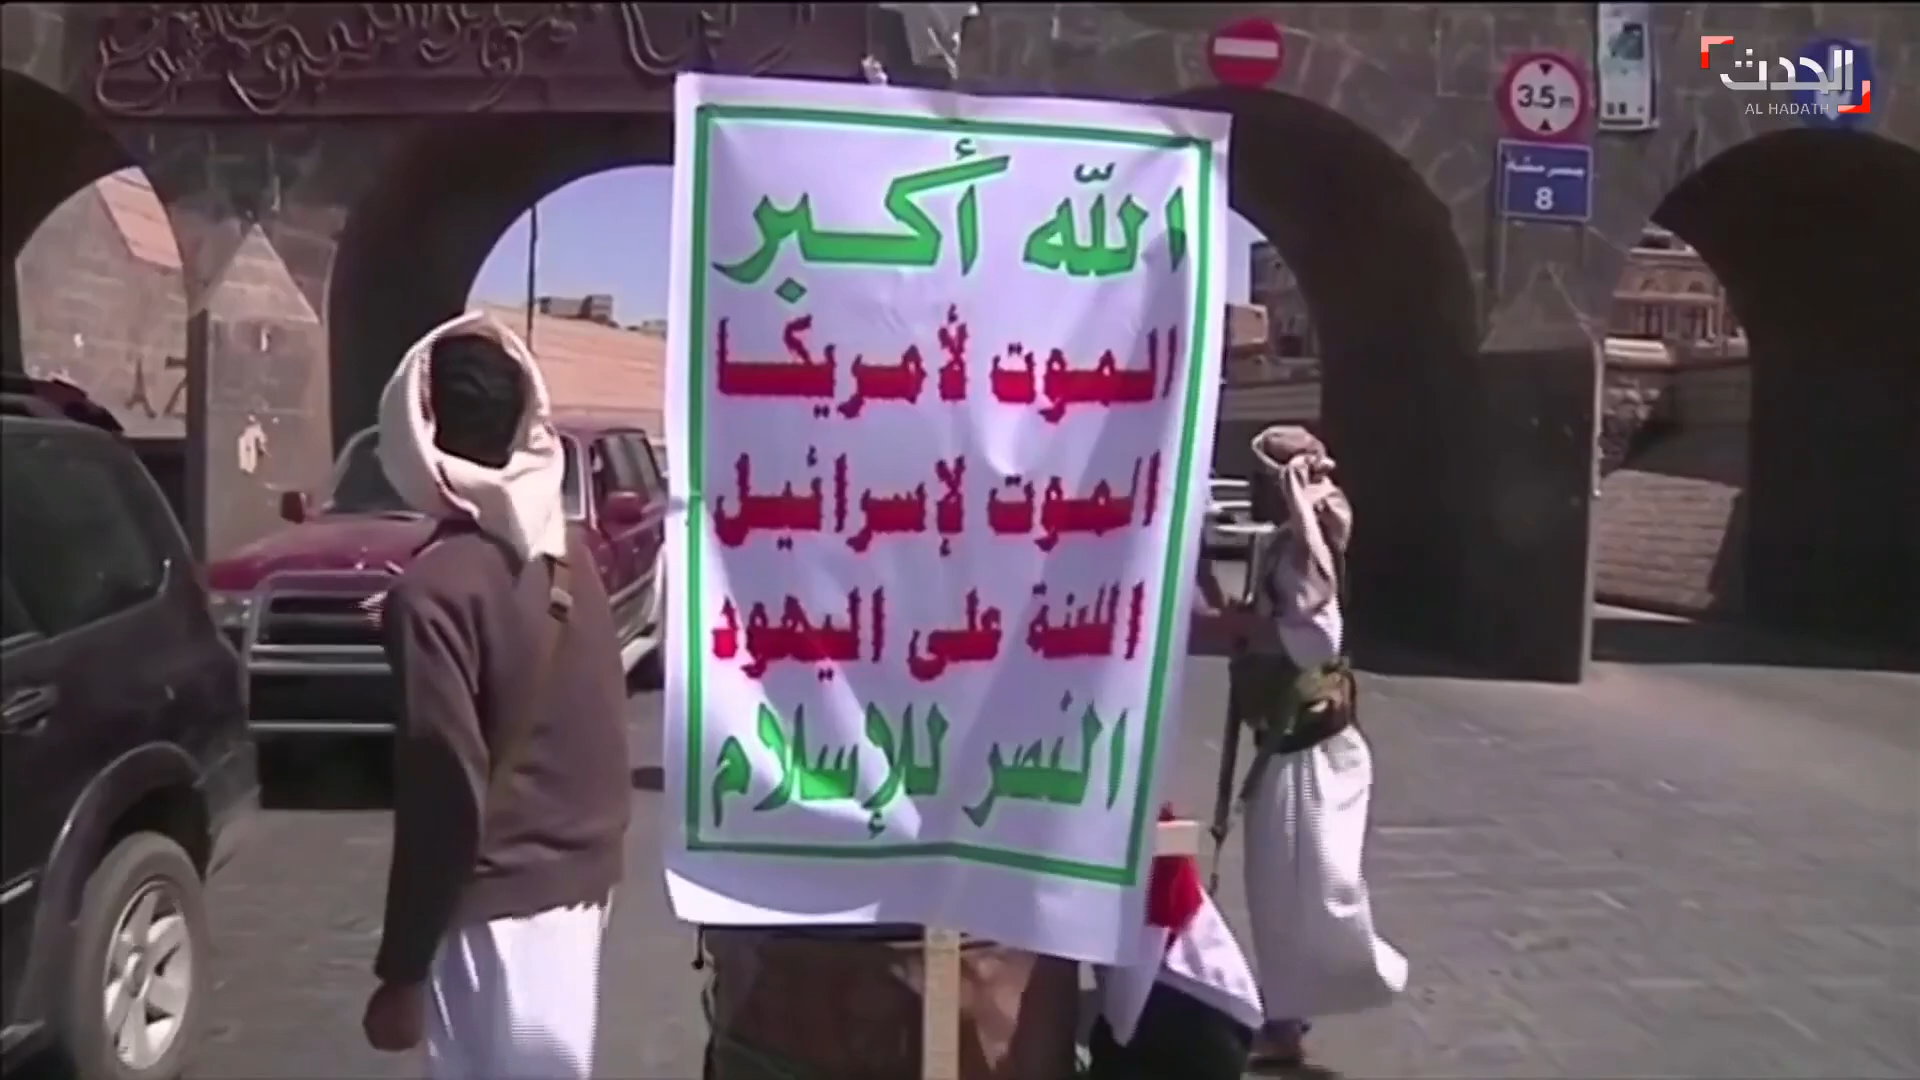 الحدث
AL HADATH
3.5m
8
الله أكبر
الموت لأمريكا
الموت لإسرائيل
اللعنة على اليهود
النصر للإسلام